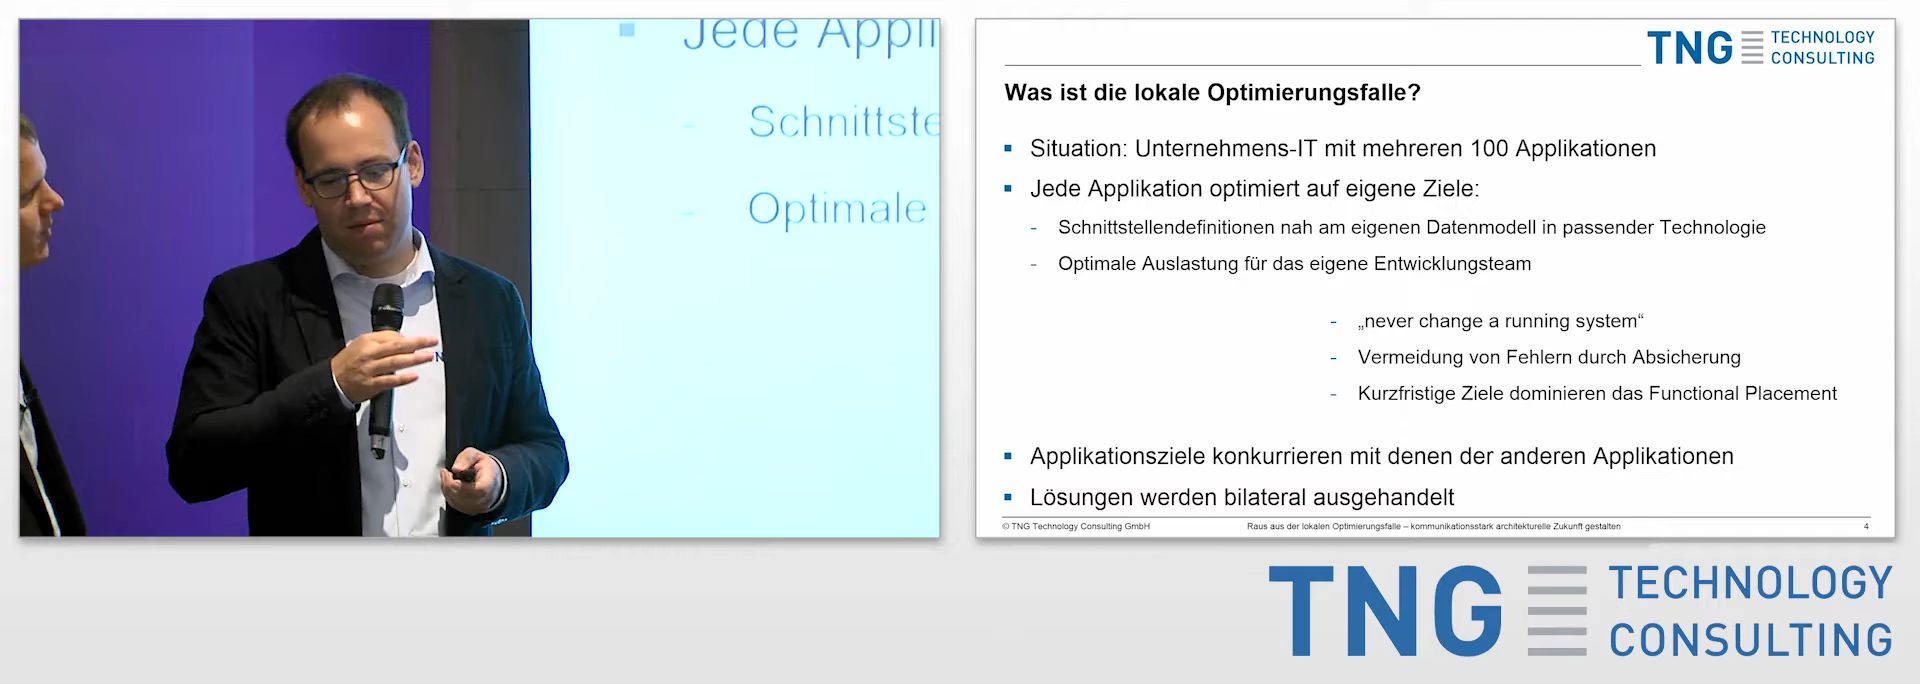 Jede Appli
Schnittste
Optimale
N
TNG TECHNOLOGY
CONSULTING
Was ist die lokale Optimierungsfalle?
Situation: Unternehmens-IT mit mehreren 100 Applikationen
Jede Applikation optimiert auf eigene Ziele:
- Schnittstellendefinitionen nah am eigenen Datenmodell in passender Technologie
- Optimale Auslastung für das eigene Entwicklungsteam
- „never change a running system“
- Vermeidung von Fehlern durch Absicherung
- Kurzfristige Ziele dominieren das Functional Placement
Applikationsziele konkurrieren mit denen der anderen Applikationen
Lösungen werden bilateral ausgehandelt
© TNG Technology Consulting GmbH Raus aus der lokalen Optimierungsfalle – kommunikationsstark architekturelle Zukunft gestalten 4
TNG TECHNOLOGY
CONSULTING